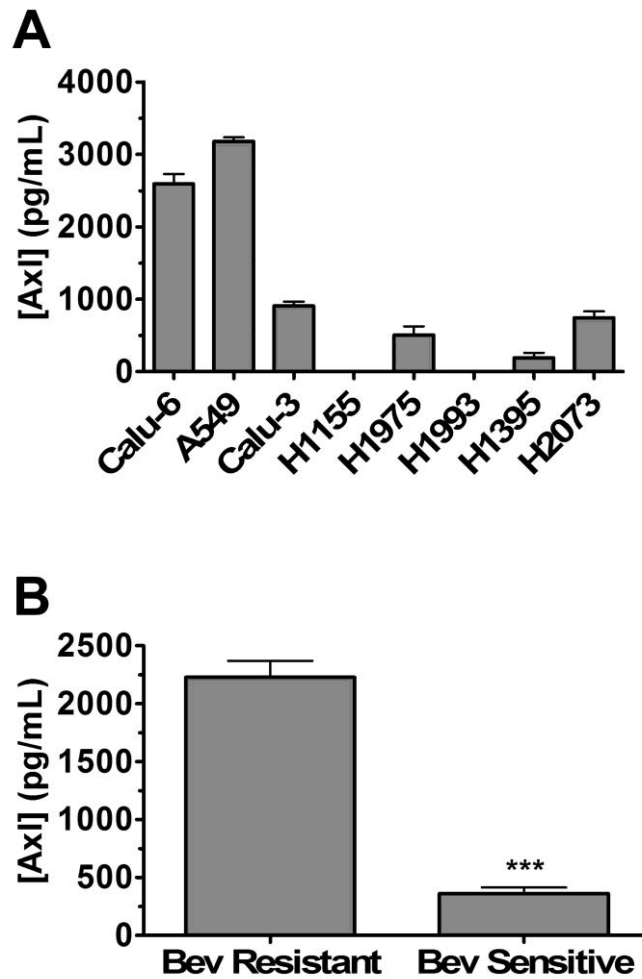 A
[Axl] (pg/mL)
4000
3000
2000
1000
0
Calu-6
A549
Calu-3
H1155
H1975
H1993
H1395
H2073
B
[Axl] (pg/mL)
2500
2000
1500
1000
500
0
***
Bev Resistant Bev Sensitive